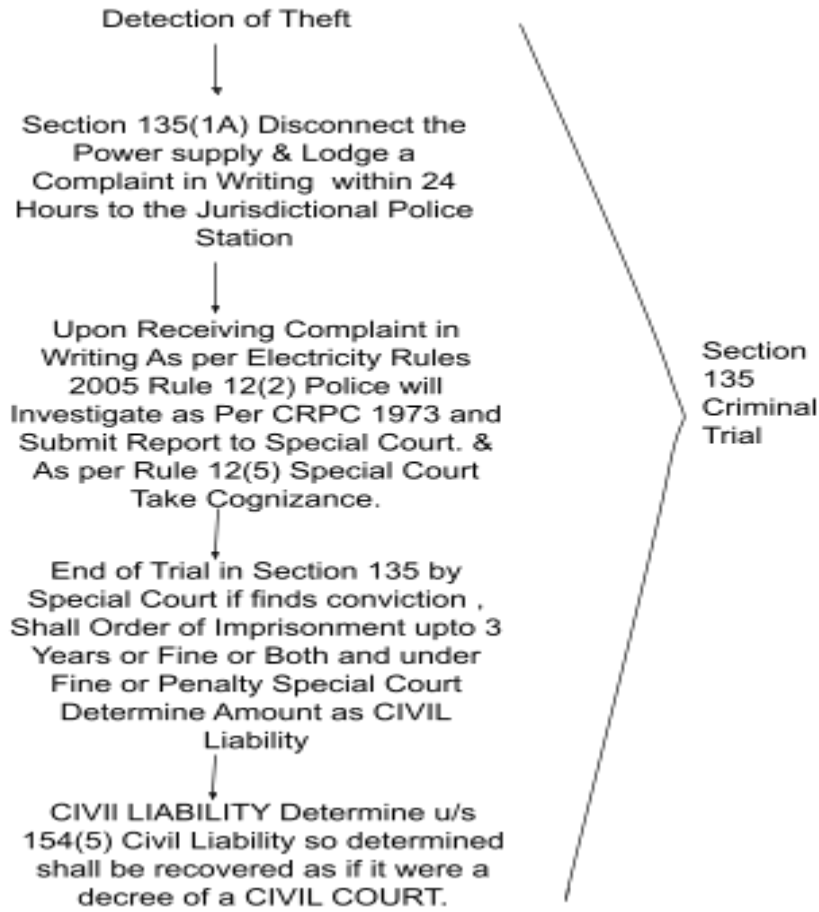 Detection of Theft
Section 135(1A) Disconnect the
Power supply & Lodge a
Complaint in Writing within 24
Hours to the Jurisdictional Police
Station
Upon Receiving Complaint in
Writing As per Electricity Rules
2005 Rule 12(2) Police will
Investigate as Per CRPC 1973 and
Submit Report to Special Court. &
As per Rule 12(5) Special Court
Take Cognizance.
End of Trial in Section 135 by
Special Court if finds conviction ,
Shall Order of Imprisonment upto 3
Years or Fine or Both and under
Fine or Penalty Special Court
Determine Amount as CIVIL
Liability
CIVIl LIABILITY Determine u/s
154(5) Civil Liability so determined
shall be recovered as if it were a
decree of a CIVIL COURT.
Section
135
Criminal
Trial